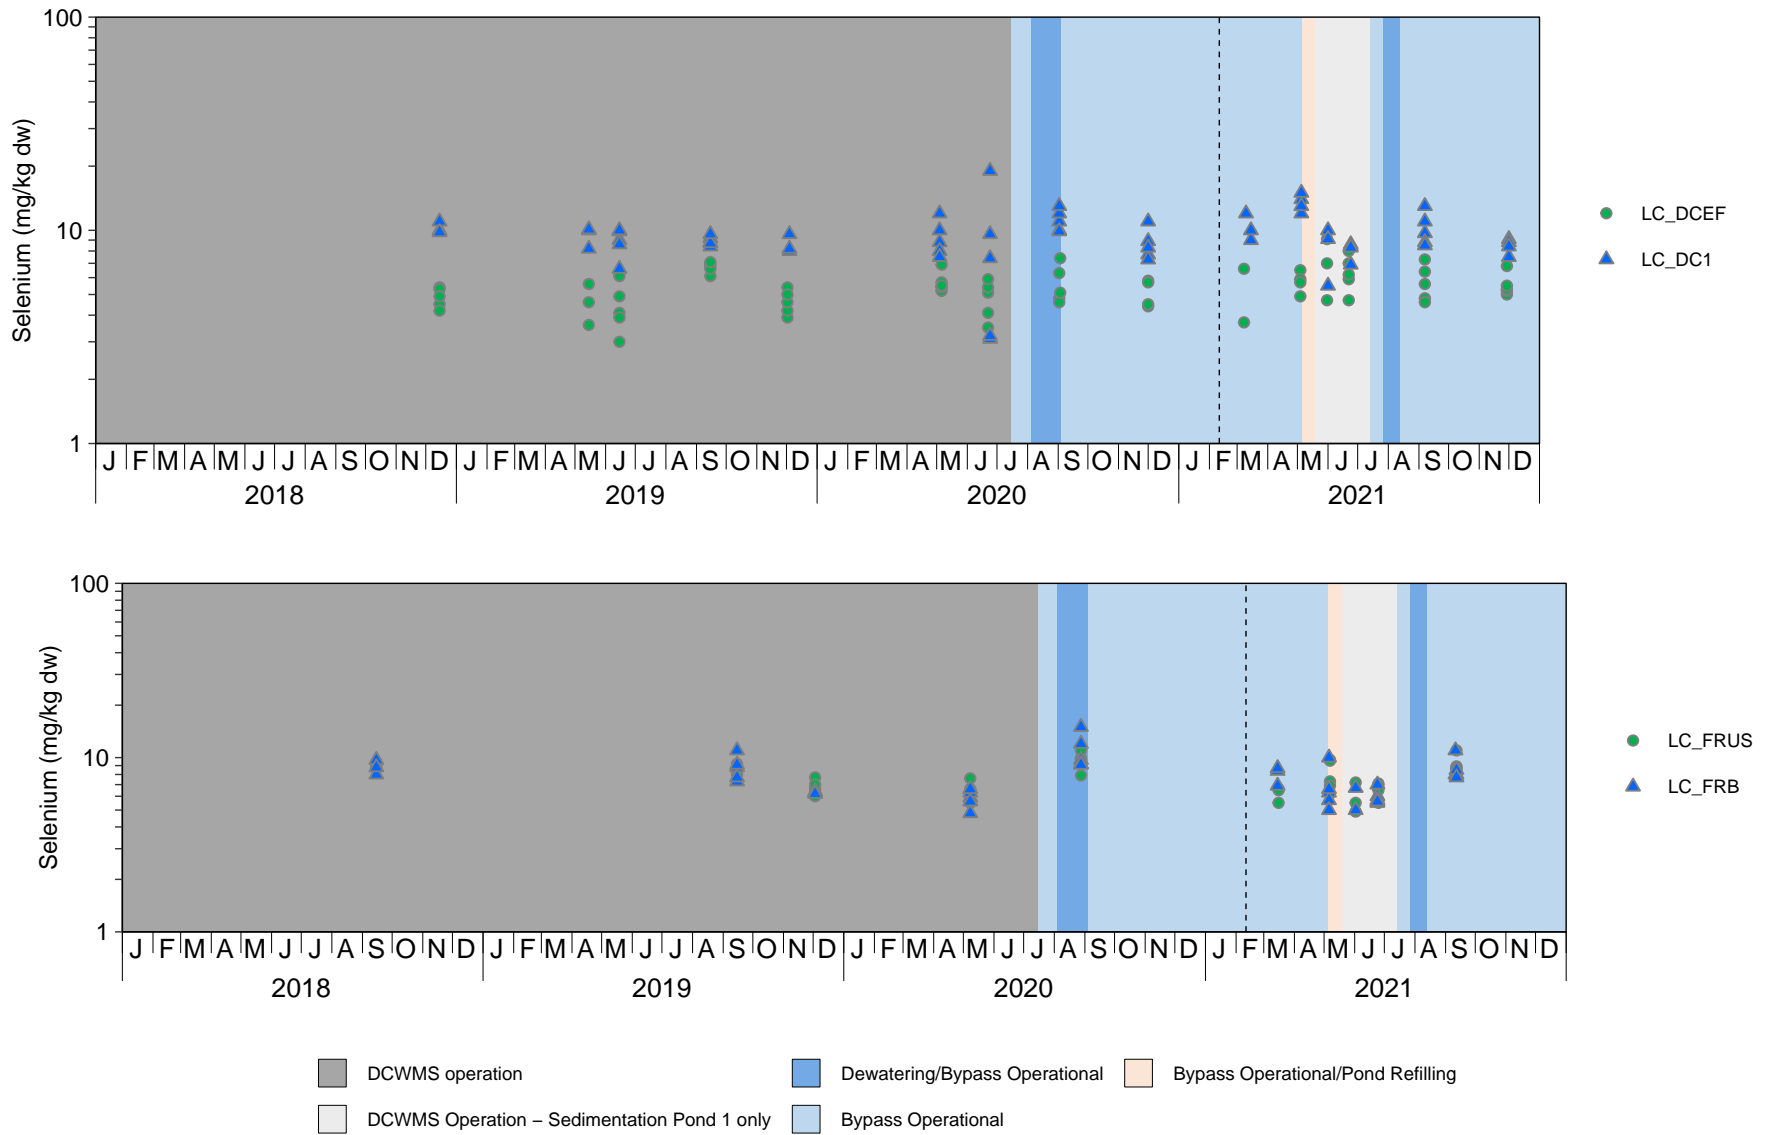 100
10
1
Selenium (mg/kg dw)
J F M A M J J A S O N D J F M A M J J A S O N D J F M A M J J A S O N D J F M A M J J A S O N D
2018 2019 2020 2021
LC_DCEF
LC_DC1
100
10
1
Selenium (mg/kg dw)
J F M A M J J A S O N D J F M A M J J A S O N D J F M A M J J A S O N D J F M A M J J A S O N D
2018 2019 2020 2021
LC_FRUS
LC_FRB
DCWMS operation Dewatering/Bypass Operational Bypass Operational/Pond Refilling
DCWMS Operation – Sedimentation Pond 1 only Bypass Operational